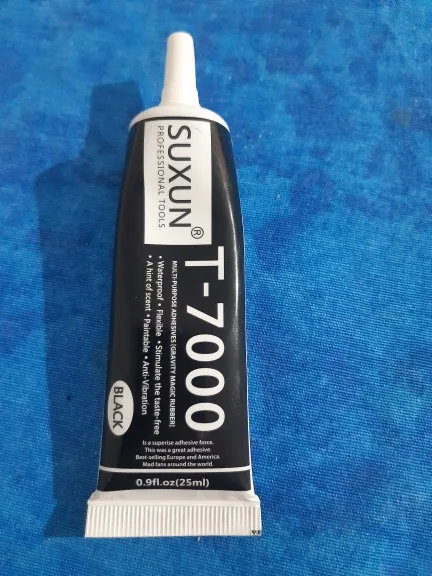 SUXUN®
PROFESSIONAL TOOLS
T-7000
MULTI-PURPOSE ADHESIVES [GRAVITY MAGIC RUBBER]
• Waterproof • Flexible • Stimulate the taste-free
• A hint of scent • Paintable • Anti-Vibration
BLACK
Is a superise adhesive force.
This was a great adhesive.
Best-selling Europe and America
Mad fans around the world.
0.9fl.oz(25ml)